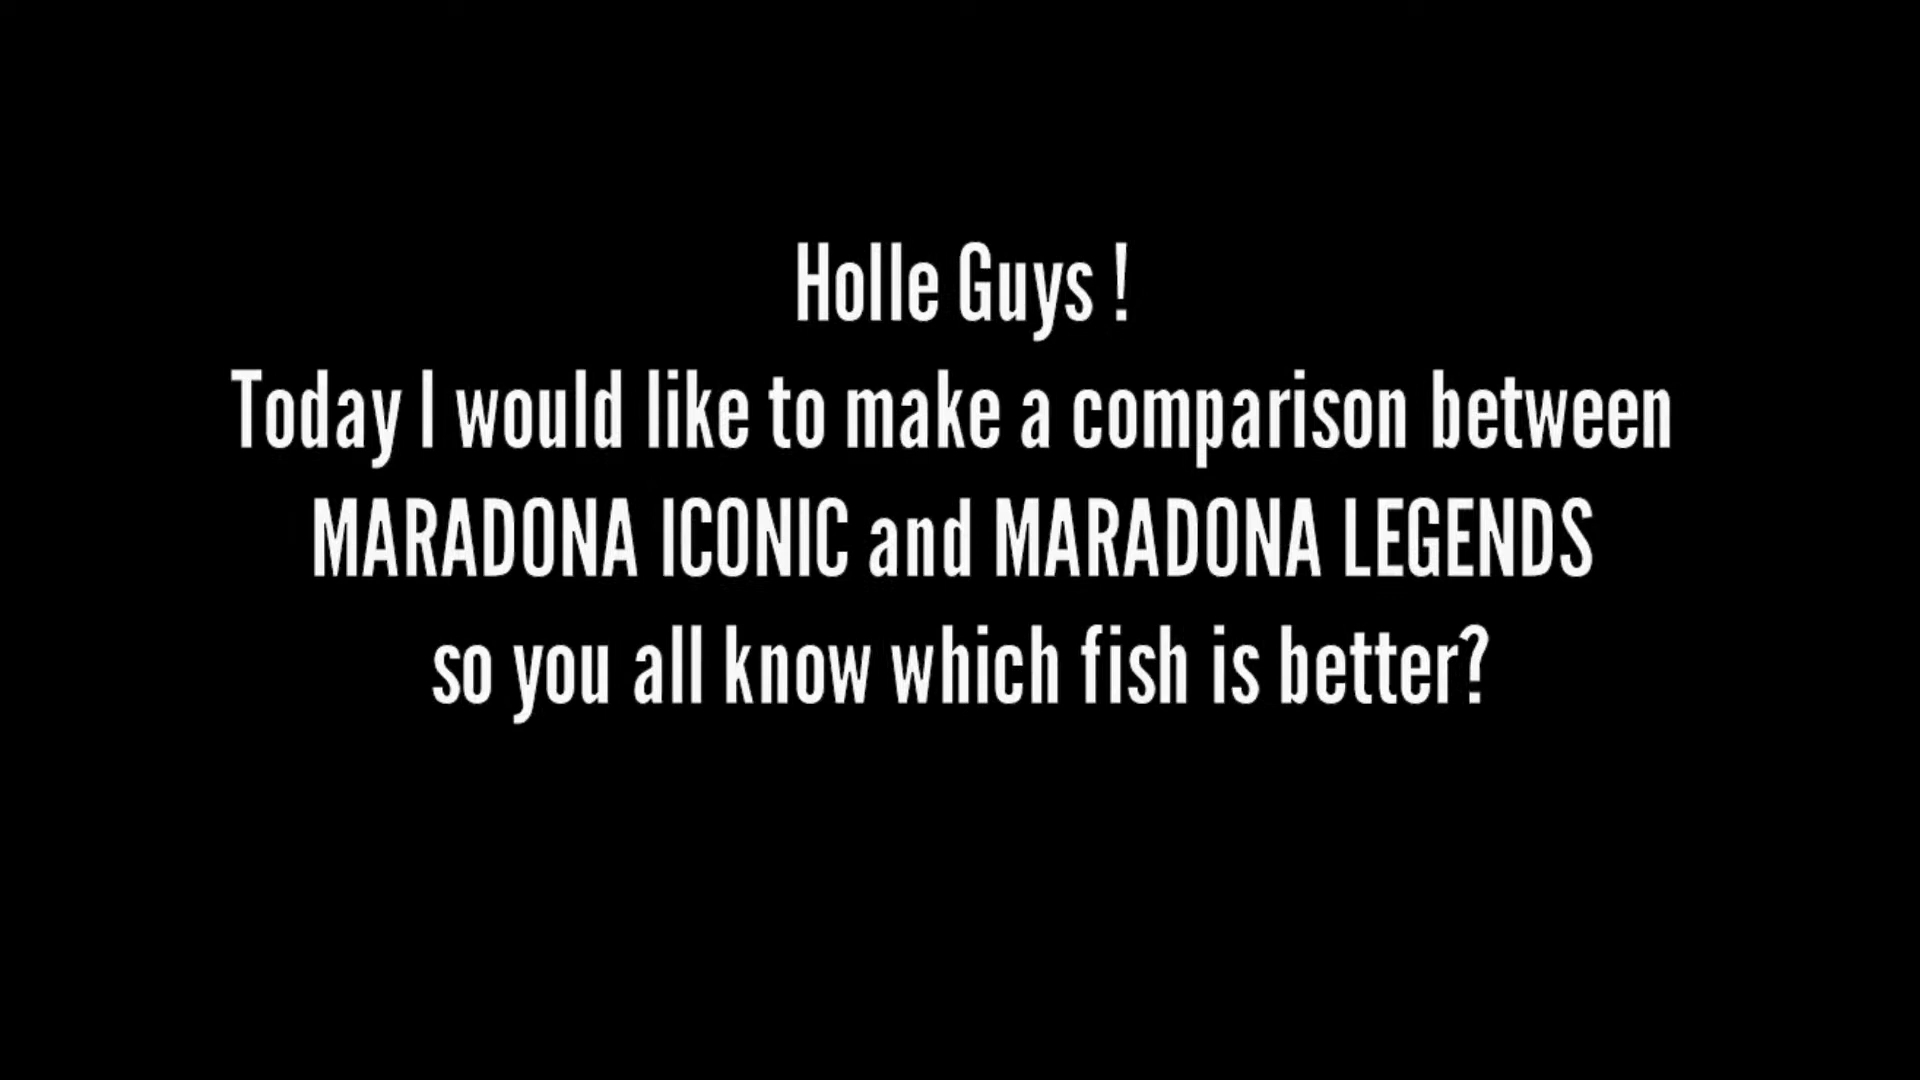 Holle Guys !
Today I would like to make a comparison between
MARADONA ICONIC and MARADONA LEGENDS
so you all know which fish is better?